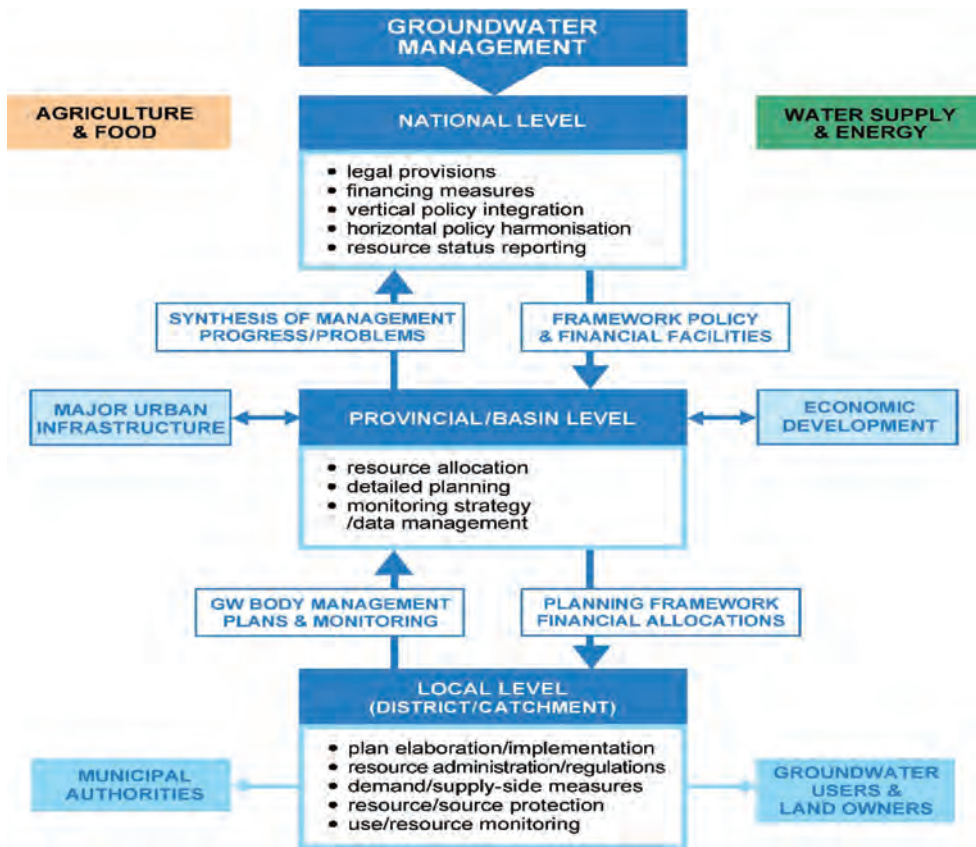 GROUNDWATER
MANAGEMENT
AGRICULTURE
& FOOD
NATIONAL LEVEL
WATER SUPPLY
& ENERGY
• legal provisions
• financing measures
• vertical policy integration
• horizontal policy harmonisation
• resource status reporting
SYNTHESIS OF MANAGEMENT
PROGRESS/PROBLEMS
FRAMEWORK POLICY
& FINANCIAL FACILITIES
MAJOR URBAN
INFRASTRUCTURE
PROVINCIAL/BASIN LEVEL
ECONOMIC
DEVELOPMENT
• resource allocation
• detailed planning
• monitoring strategy
/data management
GW BODY MANAGEMENT
PLANS & MONITORING
PLANNING FRAMEWORK
FINANCIAL ALLOCATIONS
LOCAL LEVEL
(DISTRICT/CATCHMENT)
• plan elaboration/implementation
• resource administration/regulations
• demand/supply-side measures
• resource/source protection
• use/resource monitoring
MUNICIPAL
AUTHORITIES
GROUNDWATER
USERS &
LAND OWNERS